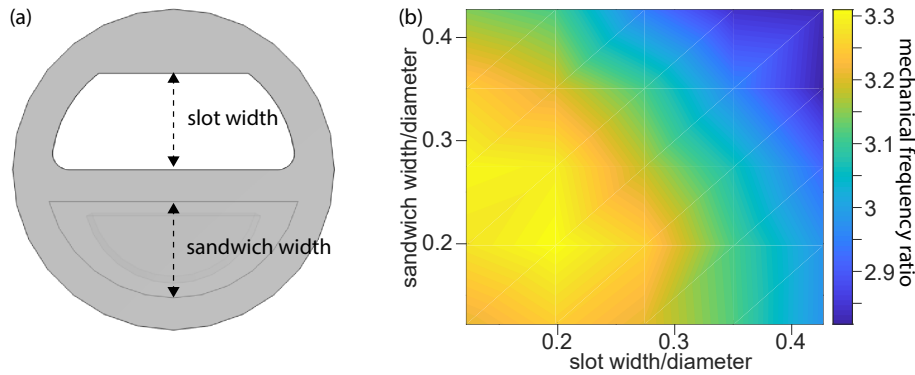 (a)
slot width
sandwich width
(b)
sandwich width/diameter
0.4
0.3
0.2
0.2
0.3
0.4
slot width/diameter
3.3
3.2
3.1
3
2.9
mechanical frequency ratio